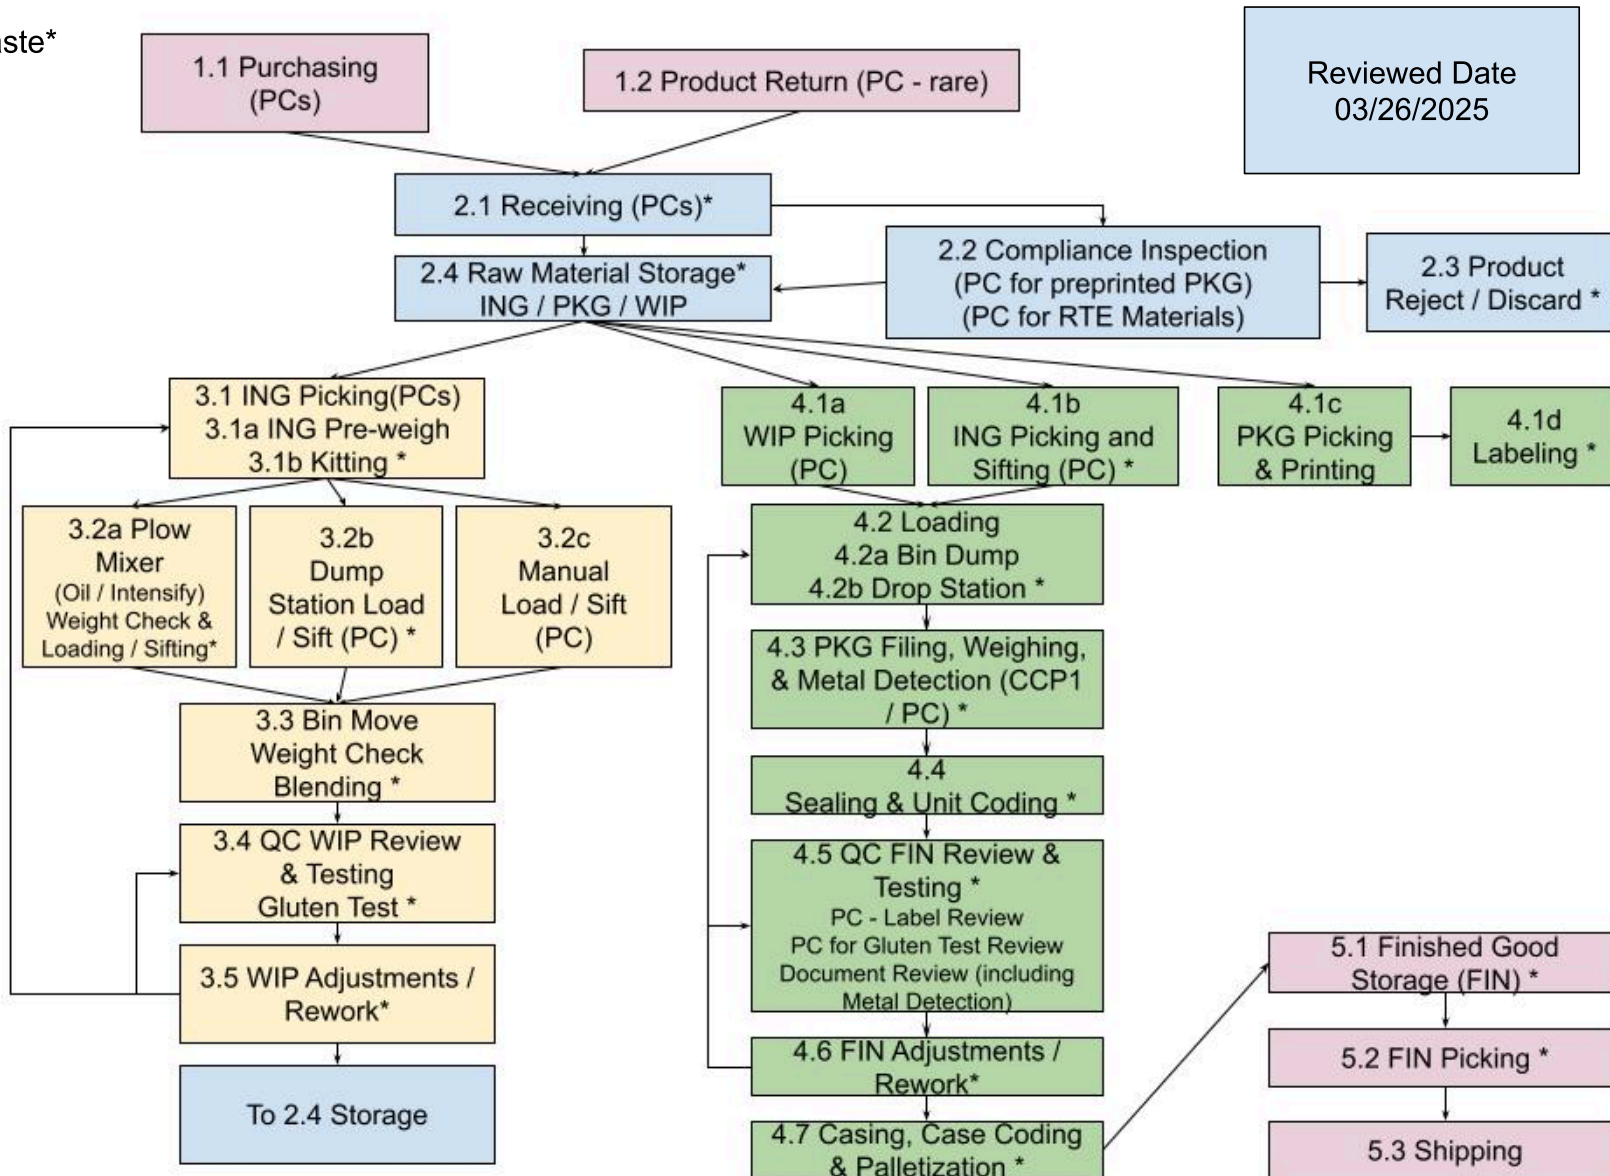 1.1 Purchasing
(PCs)
1.2 Product Return (PC - rare)
Reviewed Date
03/26/2025
2.1 Receiving (PCs)*
2.4 Raw Material Storage*
ING / PKG / WIP
2.2 Compliance Inspection
(PC for preprinted PKG)
(PC for RTE Materials)
2.3 Product
Reject / Discard *
3.1 ING Picking(PCs)
3.1a ING Pre-weigh
3.1b Kitting *
4.1a
WIP Picking
(PC)
4.1b
ING Picking and
Sifting (PC) *
4.1c
PKG Picking
& Printing
4.1d
Labeling *
3.2a Plow
Mixer
(Oil / Intensify)
Weight Check &
Loading / Sifting*
3.2b
Dump
Station Load
/ Sift (PC) *
3.2c
Manual
Load / Sift
(PC)
4.2 Loading
4.2a Bin Dump
4.2b Drop Station *
4.3 PKG Filing, Weighing,
& Metal Detection (CCP1
/ PC) *
3.3 Bin Move
Weight Check
Blending *
4.4
Sealing & Unit Coding *
3.4 QC WIP Review
& Testing
Gluten Test *
4.5 QC FIN Review &
Testing *
PC - Label Review
PC for Gluten Test Review
Document Review (including
Metal Detection)
3.5 WIP Adjustments /
Rework*
5.1 Finished Good
Storage (FIN) *
4.6 FIN Adjustments /
Rework*
5.2 FIN Picking *
To 2.4 Storage
4.7 Casing, Case Coding
& Palletization *
5.3 Shipping